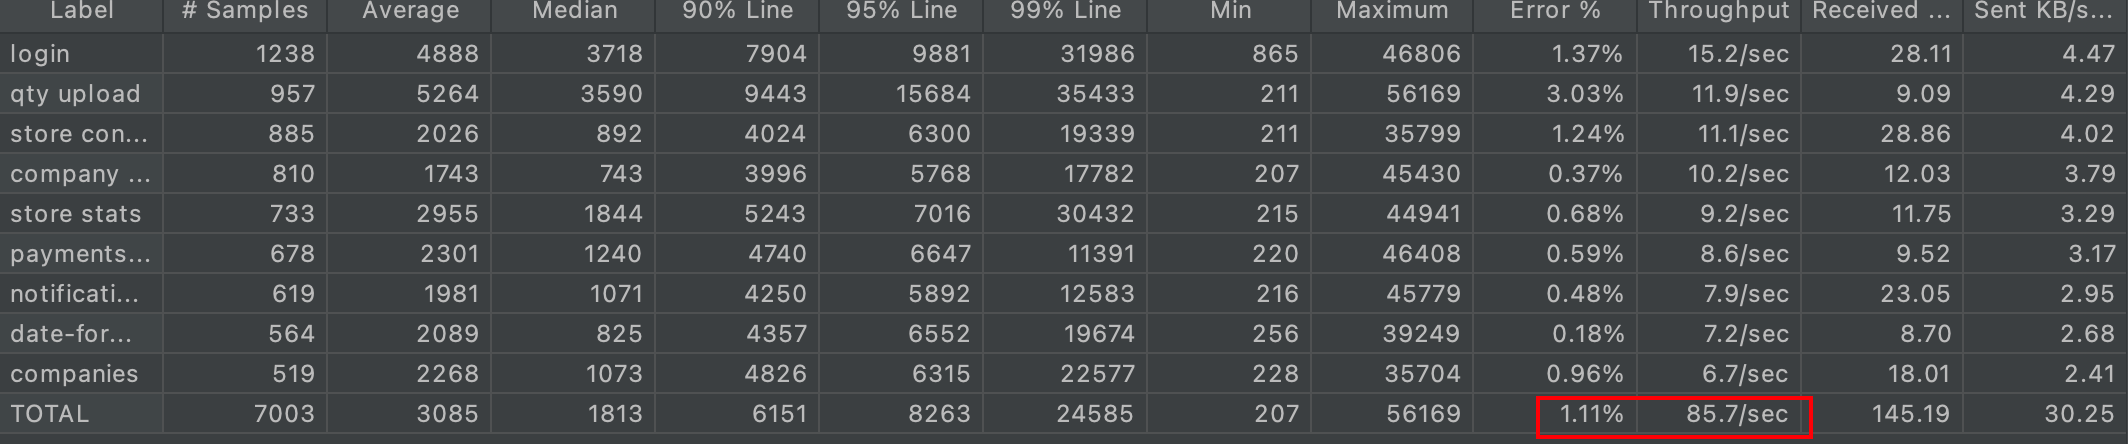 Label # Samples Average Median 90% Line 95% Line 99% Line Min Maximum Error % Throughput Received ... Sent KB/s...
login 1238 4888 3718 7904 9881 31986 865 46806 1.37% 15.2/sec 28.11 4.47
qty upload 957 5264 3590 9443 15684 35433 211 56169 3.03% 11.9/sec 9.09 4.29
store con... 885 2026 892 4024 6300 19339 211 35799 1.24% 11.1/sec 28.86 4.02
company ... 810 1743 743 3996 5768 17782 207 45430 0.37% 10.2/sec 12.03 3.79
store stats 733 2955 1844 5243 7016 30432 215 44941 0.68% 9.2/sec 11.75 3.29
payments... 678 2301 1240 4740 6647 11391 220 46408 0.59% 8.6/sec 9.52 3.17
notificati... 619 1981 1071 4250 5892 12583 216 45779 0.48% 7.9/sec 23.05 2.95
date-for... 564 2089 825 4357 6552 19674 256 39249 0.18% 7.2/sec 8.70 2.68
companies 519 2268 1073 4826 6315 22577 228 35704 0.96% 6.7/sec 18.01 2.41
TOTAL 7003 3085 1813 6151 8263 24585 207 56169 1.11% 85.7/sec 145.19 30.25